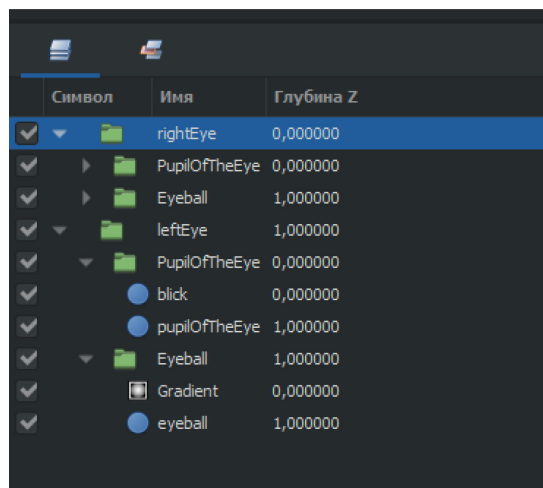 Символ Имя Глубина Z
rightEye 0,000000
PupilOfTheEye 0,000000
Eyeball 1,000000
leftEye 1,000000
PupilOfTheEye 0,000000
blick 0,000000
pupilOfTheEye 1,000000
Eyeball 1,000000
Gradient 0,000000
eyeball 1,000000